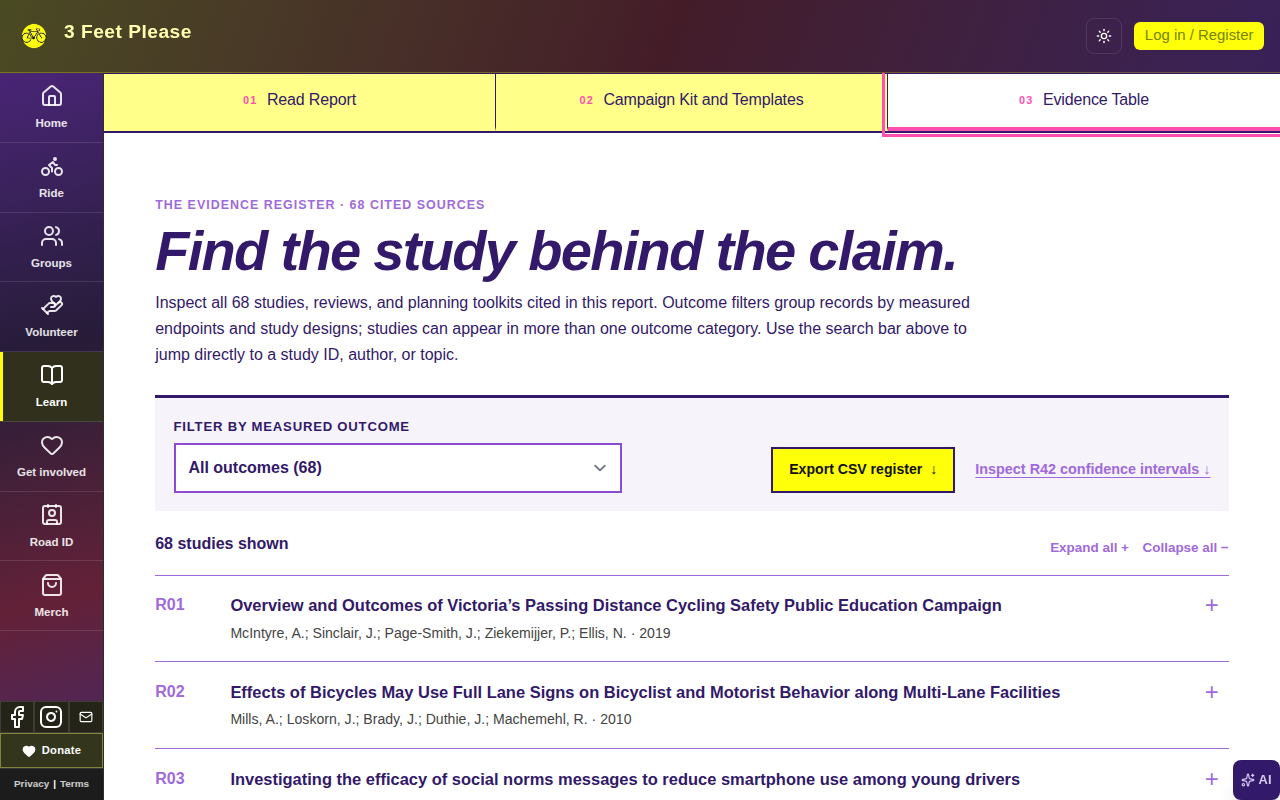 3 Feet Please
Log in / Register
Home
Ride
Groups
Volunteer
Learn
Get involved
Road ID
Merch
Donate
Privacy | Terms
01 Read Report
02 Campaign Kit and Templates
03 Evidence Table
THE EVIDENCE REGISTER · 68 CITED SOURCES
Find the study behind the claim.
Inspect all 68 studies, reviews, and planning toolkits cited in this report. Outcome filters group records by measured
endpoints and study designs; studies can appear in more than one outcome category. Use the search bar above to
jump directly to a study ID, author, or topic.
FILTER BY MEASURED OUTCOME
All outcomes (68)
Export CSV register ↓
Inspect R42 confidence intervals ↓
68 studies shown
Expand all +
Collapse all −
R01
Overview and Outcomes of Victoria’s Passing Distance Cycling Safety Public Education Campaign +
McIntyre, A.; Sinclair, J.; Page-Smith, J.; Ziekemijjer, P.; Ellis, N. · 2019
R02
Effects of Bicycles May Use Full Lane Signs on Bicyclist and Motorist Behavior along Multi-Lane Facilities +
Mills, A.; Loskorn, J.; Brady, J.; Duthie, J.; Machemehl, R. · 2010
R03
Investigating the efficacy of social norms messages to reduce smartphone use among young drivers +
AI